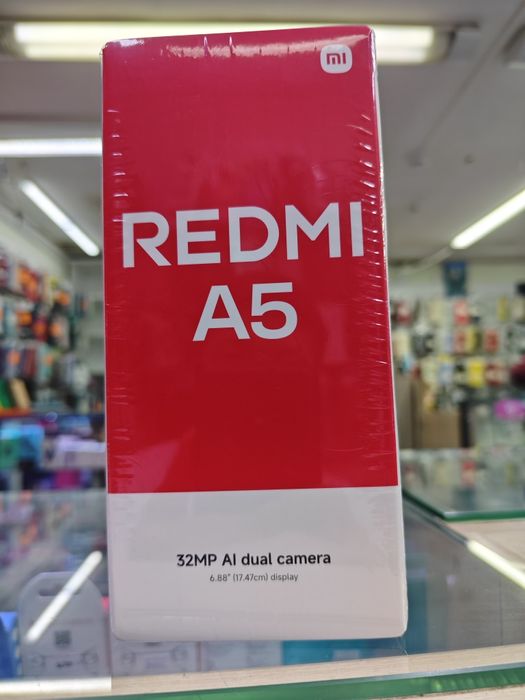 mi
REDMI
A5
32MP AI dual camera
6.88" (17.47cm) display